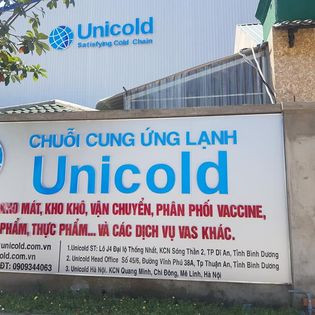 Unicold
Satisfying Cold Chain
CHUỖI CUNG ỨNG LẠNH
Unicold
KHO MÁT, KHO KHÔ, VẬN CHUYỂN, PHÂN PHỐI VACCINE,
PHẨM, THỰC PHẨM... VÀ CÁC DỊCH VỤ VAS KHÁC.
unicold.com.vn
old.com.vn
ĐT: 0909344063
1.Unicold ST: Lô J4 Đại lộ Thống Nhất, KCN Sóng Thần 2, TP Dĩ An, Tỉnh Bình Dương
2.Unicold Head Office Số 45/6, Đường Vĩnh Phú 38A, Tp Thuận An, Tỉnh Bình Dương
3.Unicold Hà Nội. KCN Quang Minh, Chi Đông, Mê Linh, Hà Nội